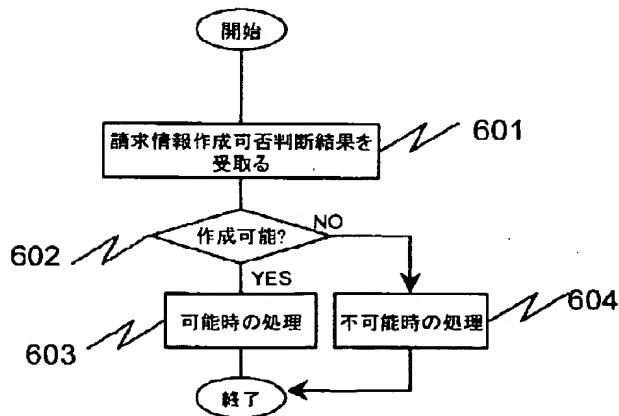 開始
請求情報作成可否判断結果を
受取る
601
作成可能?
NO
602
YES
可能時の処理
不可能時の処理
604
603
終了